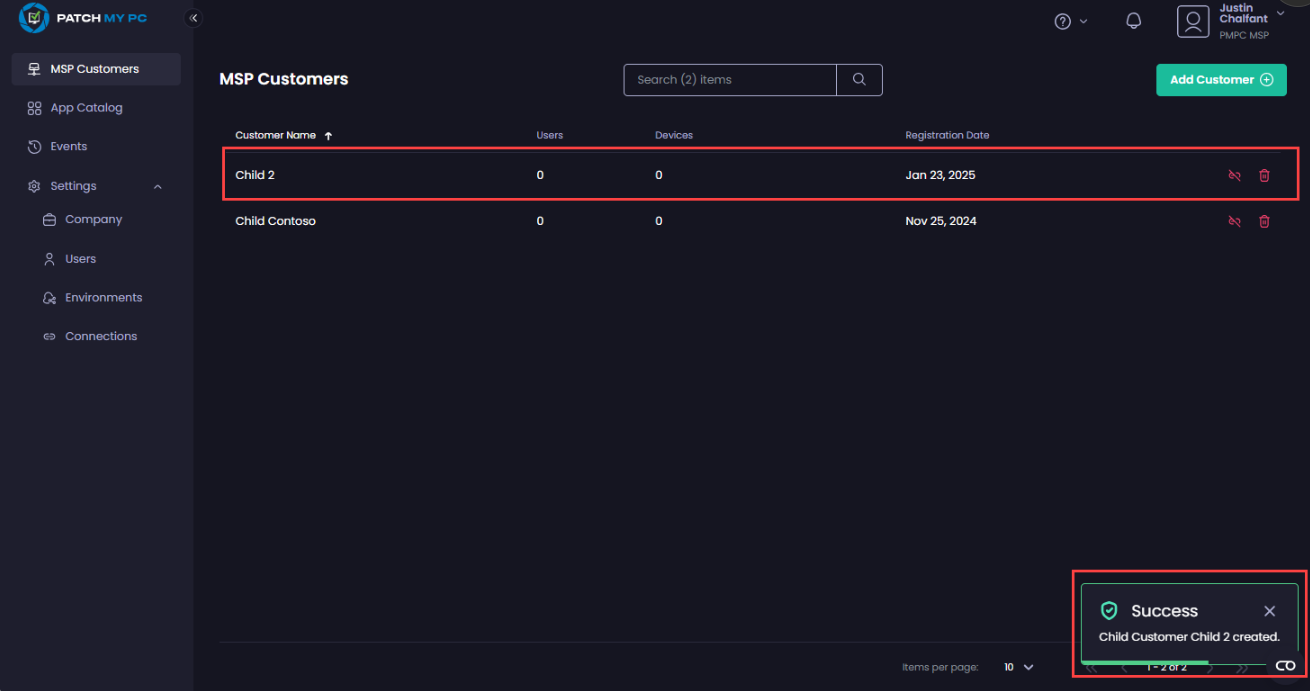 PATCH MY PC
Justin
Chalfant
PMPC MSP
MSP Customers
App Catalog
Events
Settings
Company
Users
Environments
Connections
MSP Customers
Search (2) items
Add Customer
Customer Name
Users
Devices
Registration Date
Child 2
0
0
Jan 23, 2025
Child Contoso
0
0
Nov 25, 2024
Success
Child Customer Child 2 created.
Items per page:
10
1 - 2 of 2